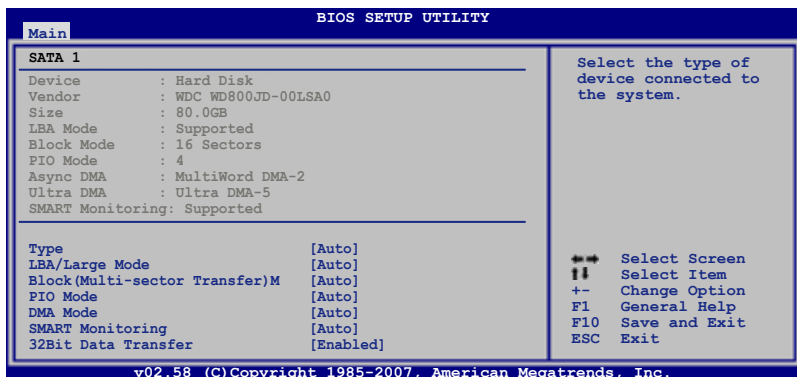 BIOS SETUP UTILITY
Main
SATA 1
Device : Hard Disk
Vendor : WDC WD800JD-00LSA0
Size : 80.0GB
LBA Mode : Supported
Block Mode : 16 Sectors
PIO Mode : 4
Async DMA : MultiWord DMA-2
Ultra DMA : Ultra DMA-5
SMART Monitoring: Supported
Type [Auto]
LBA/Large Mode [Auto]
Block(Multi-sector Transfer)M [Auto]
PIO Mode [Auto]
DMA Mode [Auto]
SMART Monitoring [Auto]
32Bit Data Transfer [Enabled]
Select the type of
device connected to
the system.
Select Screen
Select Item
+- Change Option
F1 General Help
F10 Save and Exit
ESC Exit
v02.58 (C)Copyright 1985-2007, American Megatrends, Inc.